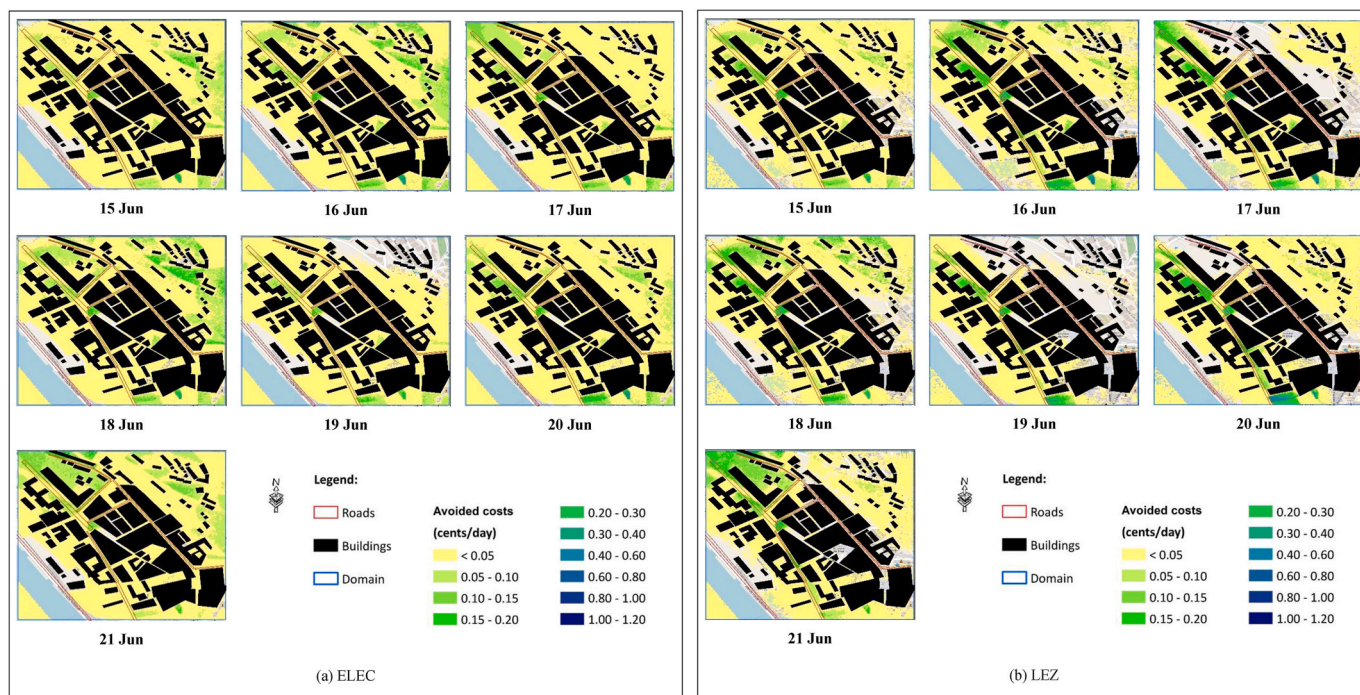 15 Jun
16 Jun
17 Jun
18 Jun
19 Jun
20 Jun
21 Jun
N
Legend:
Roads
Buildings
Domain
Avoided costs
(cents/day)
< 0.05
0.05 - 0.10
0.10 - 0.15
0.15 - 0.20
0.20 - 0.30
0.30 - 0.40
0.40 - 0.60
0.60 - 0.80
0.80 - 1.00
1.00 - 1.20
(a) ELEC
15 Jun
16 Jun
17 Jun
18 Jun
19 Jun
20 Jun
21 Jun
N
Legend:
Roads
Buildings
Domain
Avoided costs
(cents/day)
< 0.05
0.05 - 0.10
0.10 - 0.15
0.15 - 0.20
0.20 - 0.30
0.30 - 0.40
0.40 - 0.60
0.60 - 0.80
0.80 - 1.00
1.00 - 1.20
(b) LEZ